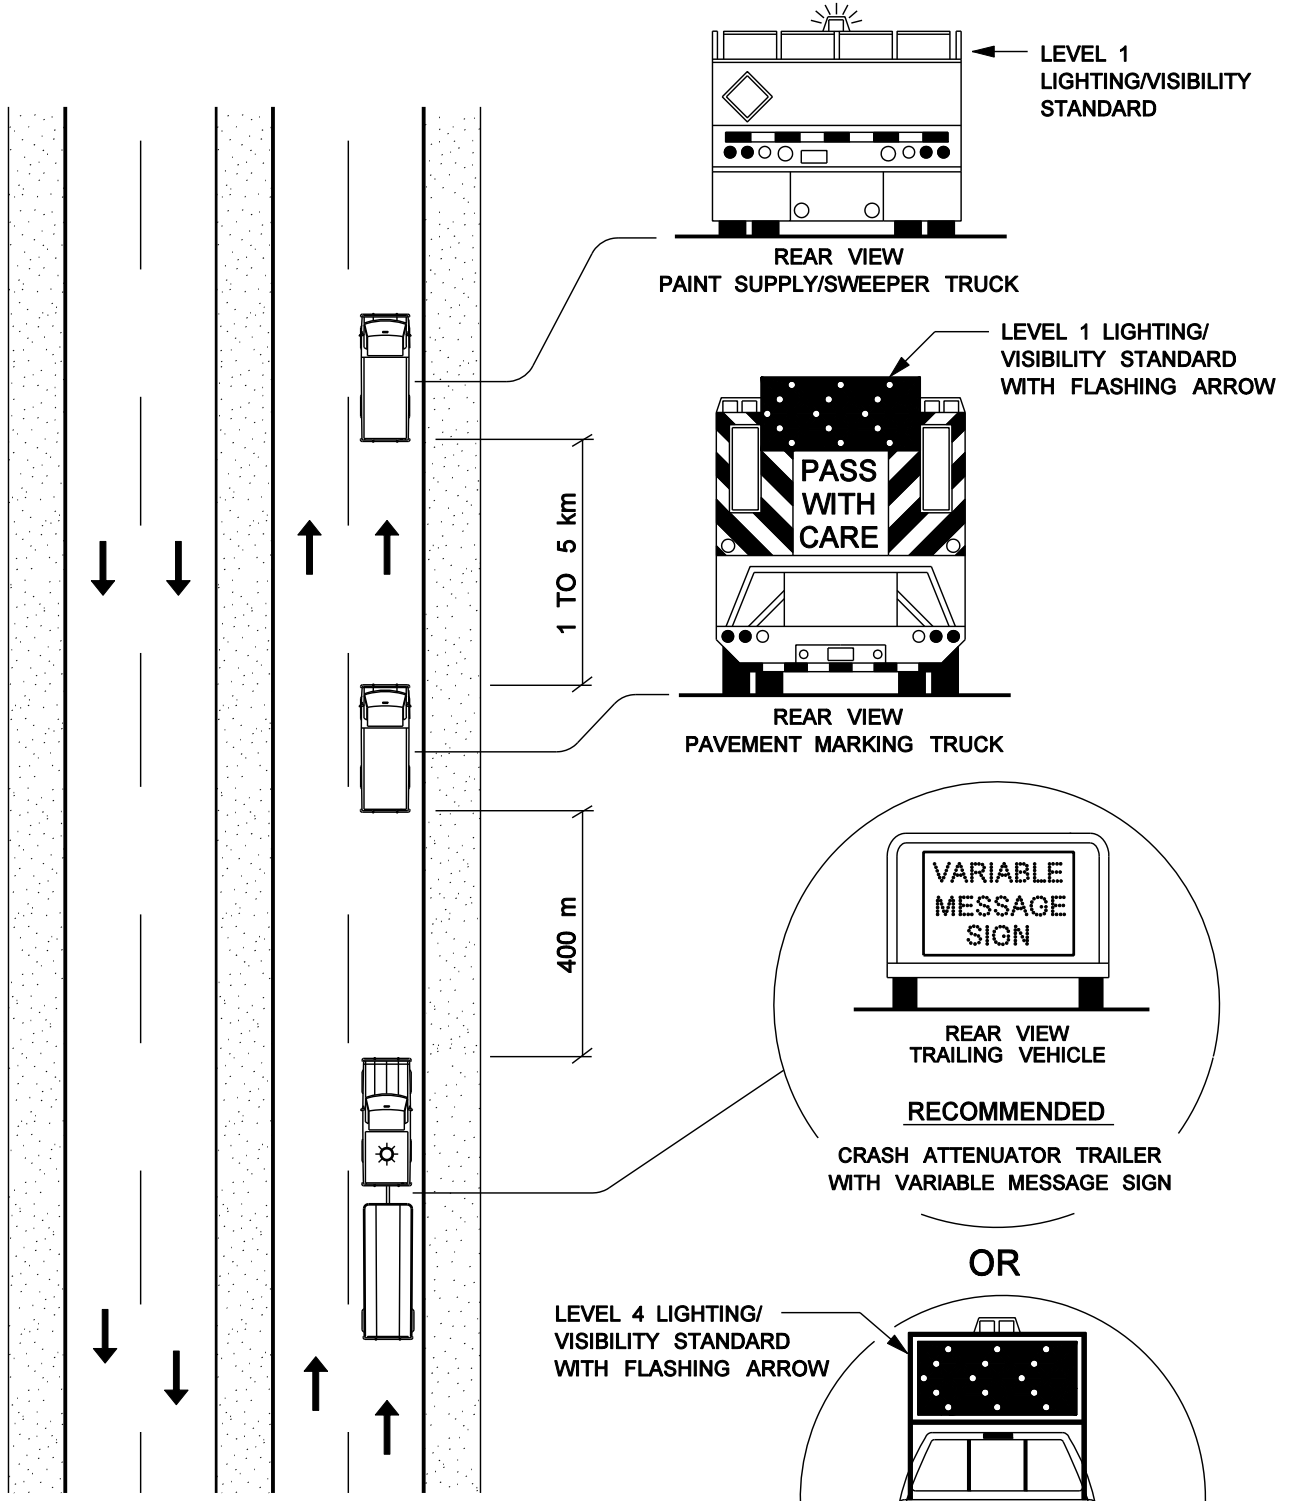 LEVEL 1
LIGHTING/VISIBILITY
STANDARD
REAR VIEW
PAINT SUPPLY/SWEEPER TRUCK
LEVEL 1 LIGHTING/
VISIBILITY STANDARD
WITH FLASHING ARROW
PASS
WITH
CARE
1 TO 5 km
REAR VIEW
PAVEMENT MARKING TRUCK
VARIABLE
MESSAGE
SIGN
400 m
REAR VIEW
TRAILING VEHICLE
RECOMMENDED
CRASH ATTENUATOR TRAILER
WITH VARIABLE MESSAGE SIGN
OR
LEVEL 4 LIGHTING/
VISIBILITY STANDARD
WITH FLASHING ARROW